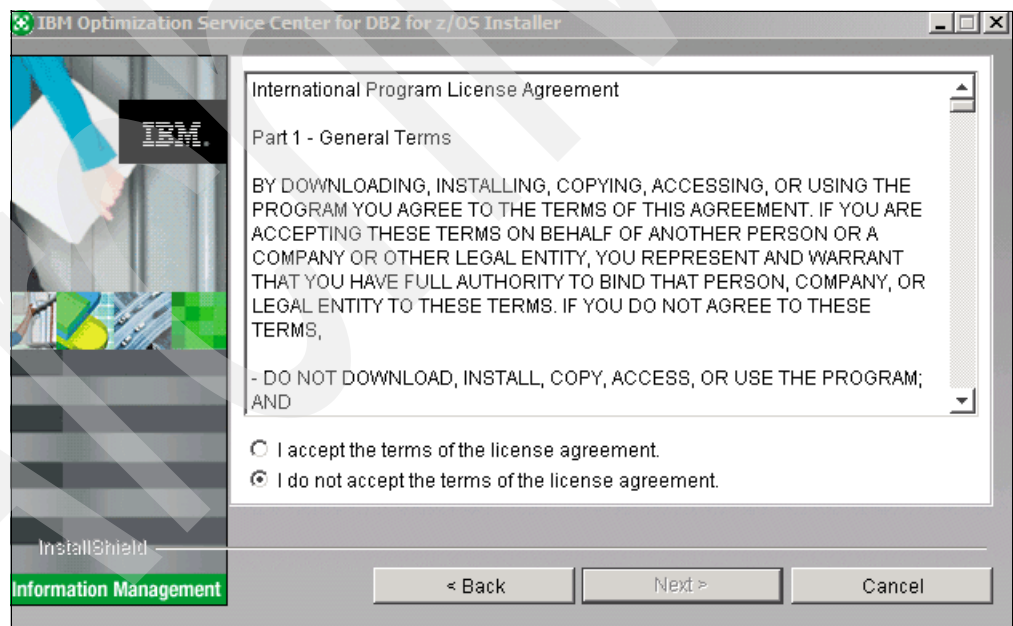 IBM Optimization Service Center for DB2 for z/OS Installer
IBM.
International Program License Agreement
Part 1 - General Terms
BY DOWNLOADING, INSTALLING, COPYING, ACCESSING, OR USING THE
PROGRAM YOU AGREE TO THE TERMS OF THIS AGREEMENT. IF YOU ARE
ACCEPTING THESE TERMS ON BEHALF OF ANOTHER PERSON OR A
COMPANY OR OTHER LEGAL ENTITY, YOU REPRESENT AND WARRANT
THAT YOU HAVE FULL AUTHORITY TO BIND THAT PERSON, COMPANY, OR
LEGAL ENTITY TO THESE TERMS. IF YOU DO NOT AGREE TO THESE
TERMS,
- DO NOT DOWNLOAD, INSTALL, COPY, ACCESS, OR USE THE PROGRAM;
AND
I accept the terms of the license agreement.
I do not accept the terms of the license agreement.
InstallShield
Information Management
< Back
Next >
Cancel